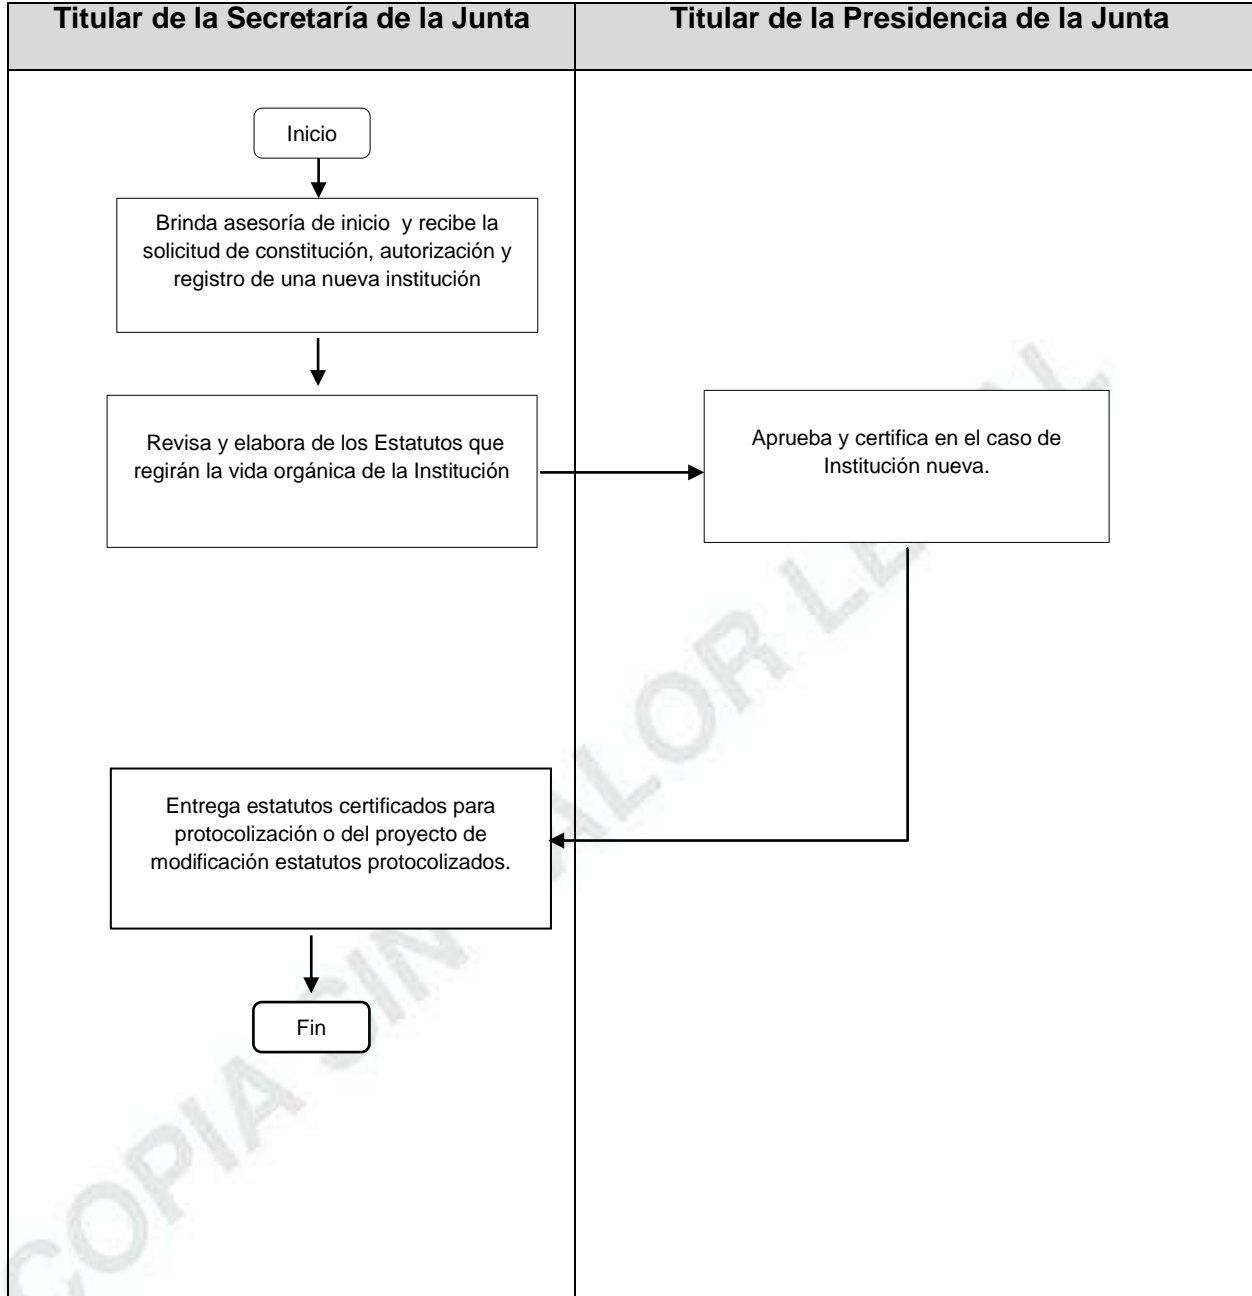 Titular de la Secretaría de la Junta
Titular de la Presidencia de la Junta
Inicio
Brinda asesoría de inicio y recibe la
solicitud de constitución, autorización y
registro de una nueva institución
Revisa y elabora de los Estatutos que
regirán la vida orgánica de la Institución
Aprueba y certifica en el caso de
Institución nueva.
Entrega estatutos certificados para
protocolización o del proyecto de
modificación estatutos protocolizados.
Fin
COPIA SIN VALOR LEGAL